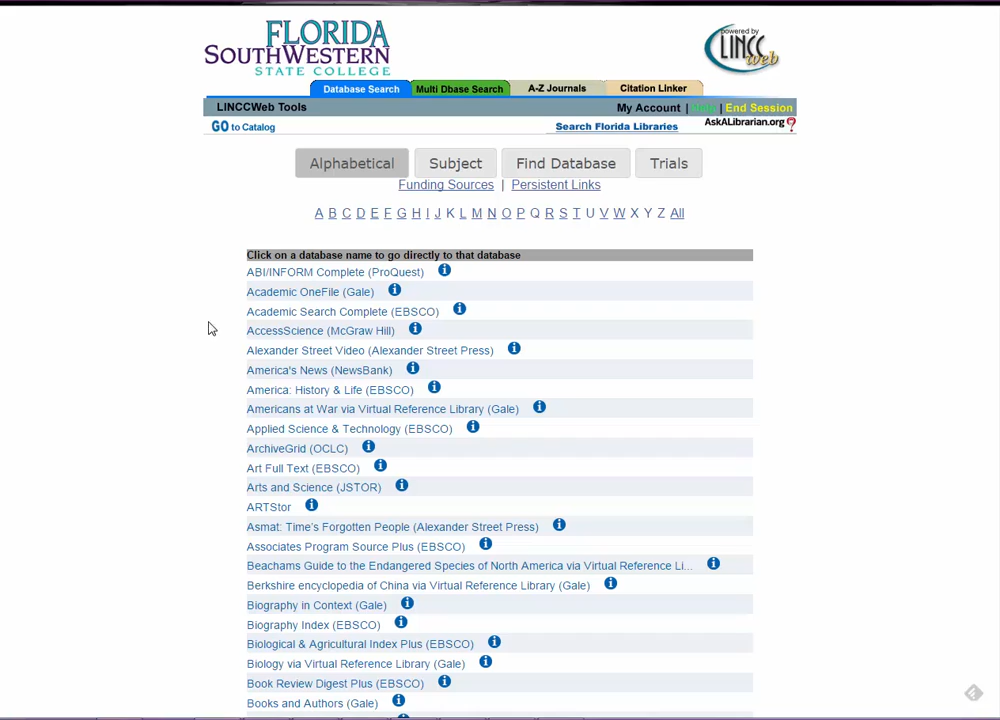 FLORIDA
SOUTHWESTERN
STATE COLLEGE
powered by
LINCC
web
Database Search Multi Dbase Search A-Z Journals Citation Linker
LINCCWeb Tools My Account | Help | End Session
GO to Catalog Search Florida Libraries AskALibrarian.org ?
Alphabetical Subject Find Database Trials
Funding Sources | Persistent Links
A B C D E F G H I J K L M N O P Q R S T U V W X Y Z All
Click on a database name to go directly to that database
ABI/INFORM Complete (ProQuest) i
Academic OneFile (Gale) i
Academic Search Complete (EBSCO) i
AccessScience (McGraw Hill) i
Alexander Street Video (Alexander Street Press) i
America's News (NewsBank) i
America: History & Life (EBSCO) i
Americans at War via Virtual Reference Library (Gale) i
Applied Science & Technology (EBSCO) i
ArchiveGrid (OCLC) i
Art Full Text (EBSCO) i
Arts and Science (JSTOR) i
ARTStor i
Asmat: Time's Forgotten People (Alexander Street Press) i
Associates Program Source Plus (EBSCO) i
Beachams Guide to the Endangered Species of North America via Virtual Reference Li... i
Berkshire encyclopedia of China via Virtual Reference Library (Gale) i
Biography in Context (Gale) i
Biography Index (EBSCO) i
Biological & Agricultural Index Plus (EBSCO) i
Biology via Virtual Reference Library (Gale) i
Book Review Digest Plus (EBSCO) i
Books and Authors (Gale) i